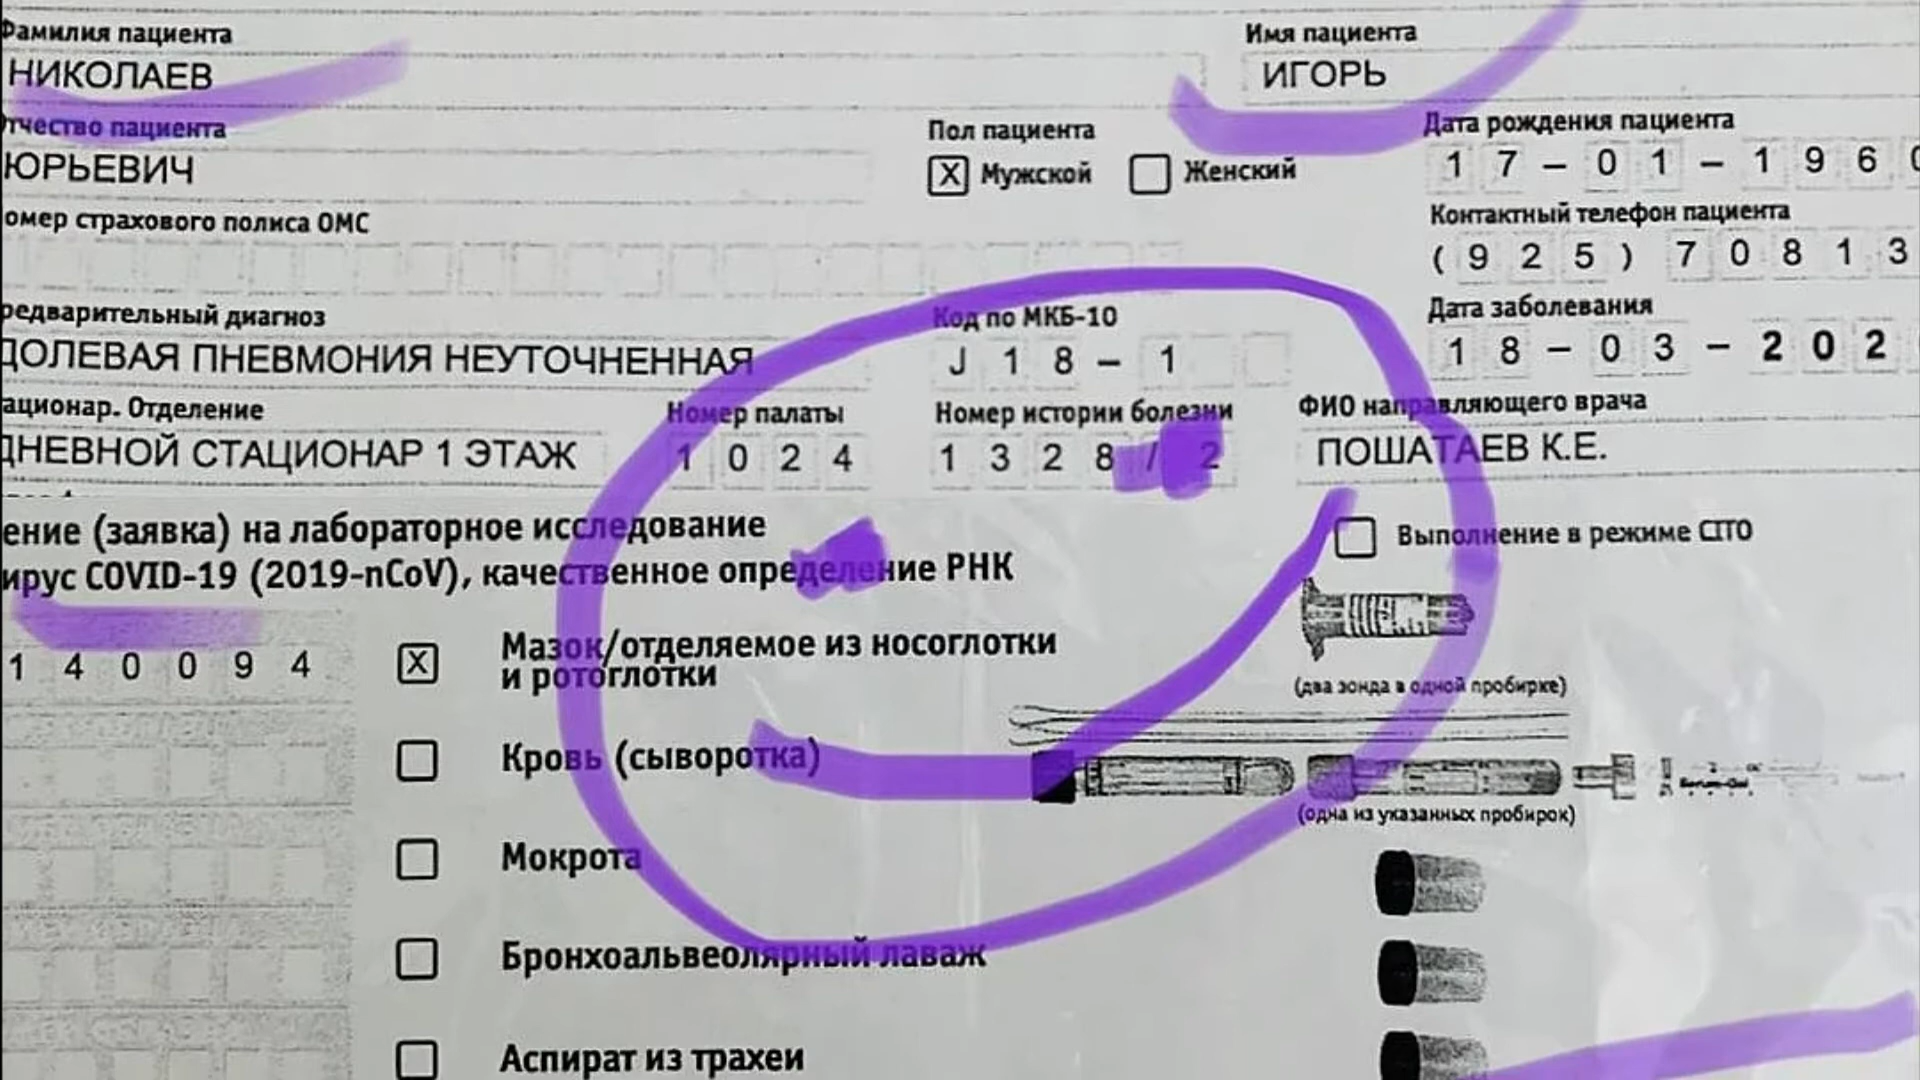 Фамилия пациента Имя пациента
НИКОЛАЕВ ИГОРЬ
Отчество пациента Пол пациента Дата рождения пациента
ЮРЬЕВИЧ X Мужской Женский 17-01-1960
омер страхового полиса ОМС Контактный телефон пациента
(925) 70813
редварительный диагноз Код по МКБ-10 Дата заболевания
ДОЛЕВАЯ ПНЕВМОНИЯ НЕУТОЧНЕННАЯ J18-1 18-03-202
ационар. Отделение Номер палаты Номер истории болезни ФИО направляющего врача
ДНЕВНОЙ СТАЦИОНАР 1 ЭТАЖ 1024 1328/2 ПОШАТАЕВ К.Е.
ение (заявка) на лабораторное исследование Выполнение в режиме CITO
ирус COVID-19 (2019-nCoV), качественное определение РНК
140094 X Мазок/отделяемое из носоглотки
и ротоглотки
(два зонда в одной пробирке)
Кровь (сыворотка)
(одна из указанных пробирок)
Мокрота
Бронхоальвеолярный лаваж
Аспират из трахеи